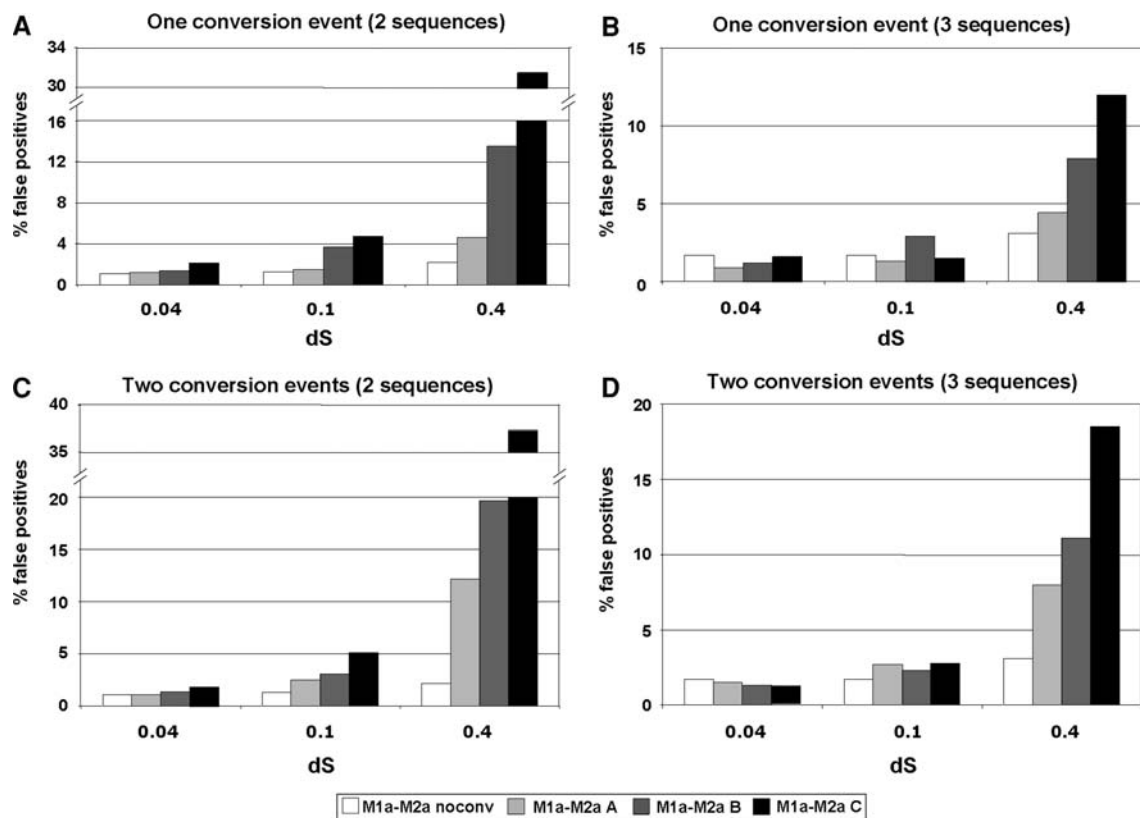 A
One conversion event (2 sequences)
% false positives
34
30
16
12
8
4
0
0.04
0.1
0.4
dS
B
One conversion event (3 sequences)
% false positives
15
10
5
0
0.04
0.1
0.4
dS
C
Two conversion events (2 sequences)
% false positives
40
35
20
15
10
5
0
0.04
0.1
0.4
dS
D
Two conversion events (3 sequences)
% false positives
20
15
10
5
0
0.04
0.1
0.4
dS
M1a-M2a noconv M1a-M2a A M1a-M2a B M1a-M2a C